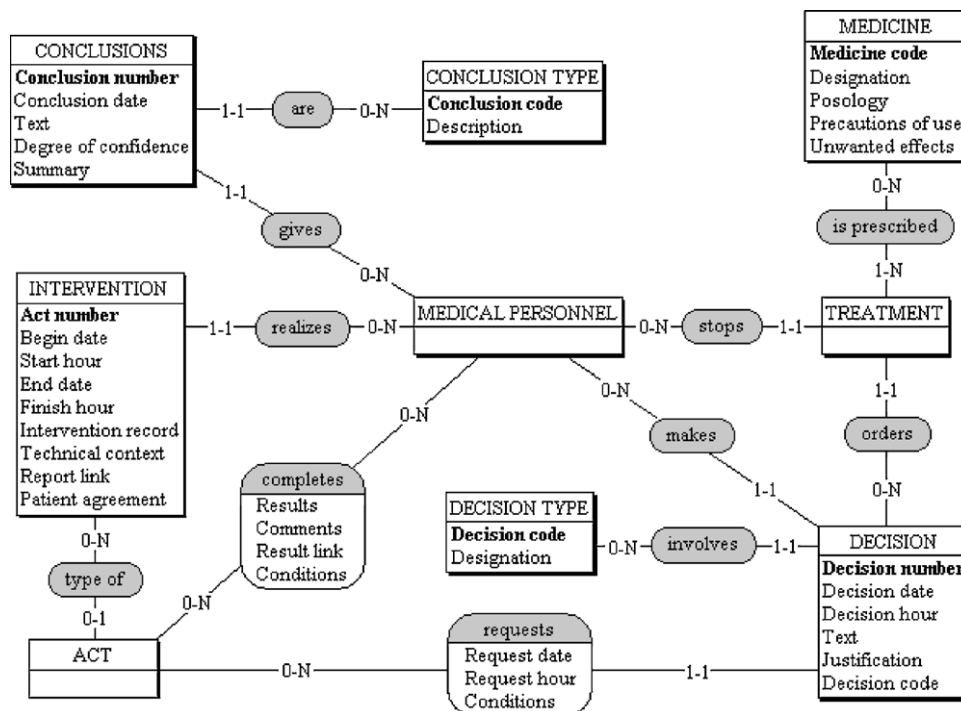 CONCLUSIONS
Conclusion number
Conclusion date
Text
Degree of confidence
Summary
1-1
are
0-N
CONCLUSION TYPE
Conclusion code
Description
MEDICINE
Medicine code
Designation
Posology
Precautions of use
Unwanted effects
0-N
is prescribed
1-N
1-1
gives
0-N
INTERVENTION
Act number
Begin date
Start hour
End date
Finish hour
Intervention record
Technical context
Report link
Patient agreement
1-1
realizes
0-N
MEDICAL PERSONNEL
0-N
stops
1-1
TREATMENT
1-1
orders
0-N
0-N
makes
1-1
0-N
completes
Results
Comments
Result link
Conditions
0-N
DECISION TYPE
Decision code
Designation
0-N
involves
1-1
DECISION
Decision number
Decision date
Decision hour
Text
Justification
Decision code
0-N
type of
0-1
ACT
0-N
requests
Request date
Request hour
Conditions
1-1